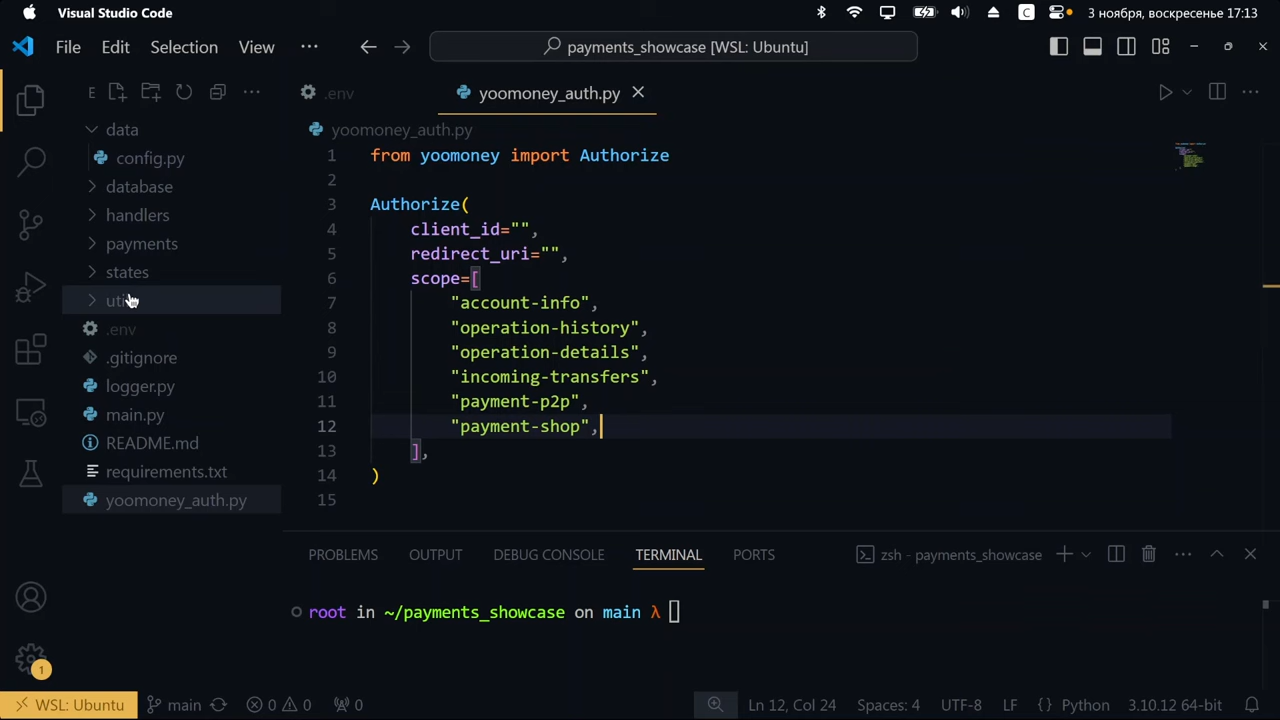 Visual Studio Code
C
3 ноября, воскресенье 17:13
File Edit Selection View ···
payments_showcase [WSL: Ubuntu]
E
.env
yoomoney_auth.py
data
config.py
database
handlers
payments
states
.env
.gitignore
logger.py
main.py
README.md
requirements.txt
yoomoney_auth.py
yoomoney_auth.py
1 from yoomoney import Authorize
2
3 Authorize(
4 client_id="",
5 redirect_uri="",
6 scope=[
7 "account-info",
8 "operation-history",
9 "operation-details",
10 "incoming-transfers",
11 "payment-p2p",
12 "payment-shop",
13 ],
14 )
15
PROBLEMS OUTPUT DEBUG CONSOLE TERMINAL PORTS zsh - payments_showcase
root in ~/payments_showcase on main λ
1
WSL: Ubuntu main 0 0 0 Ln 12, Col 24 Spaces: 4 UTF-8 LF {} Python 3.10.12 64-bit